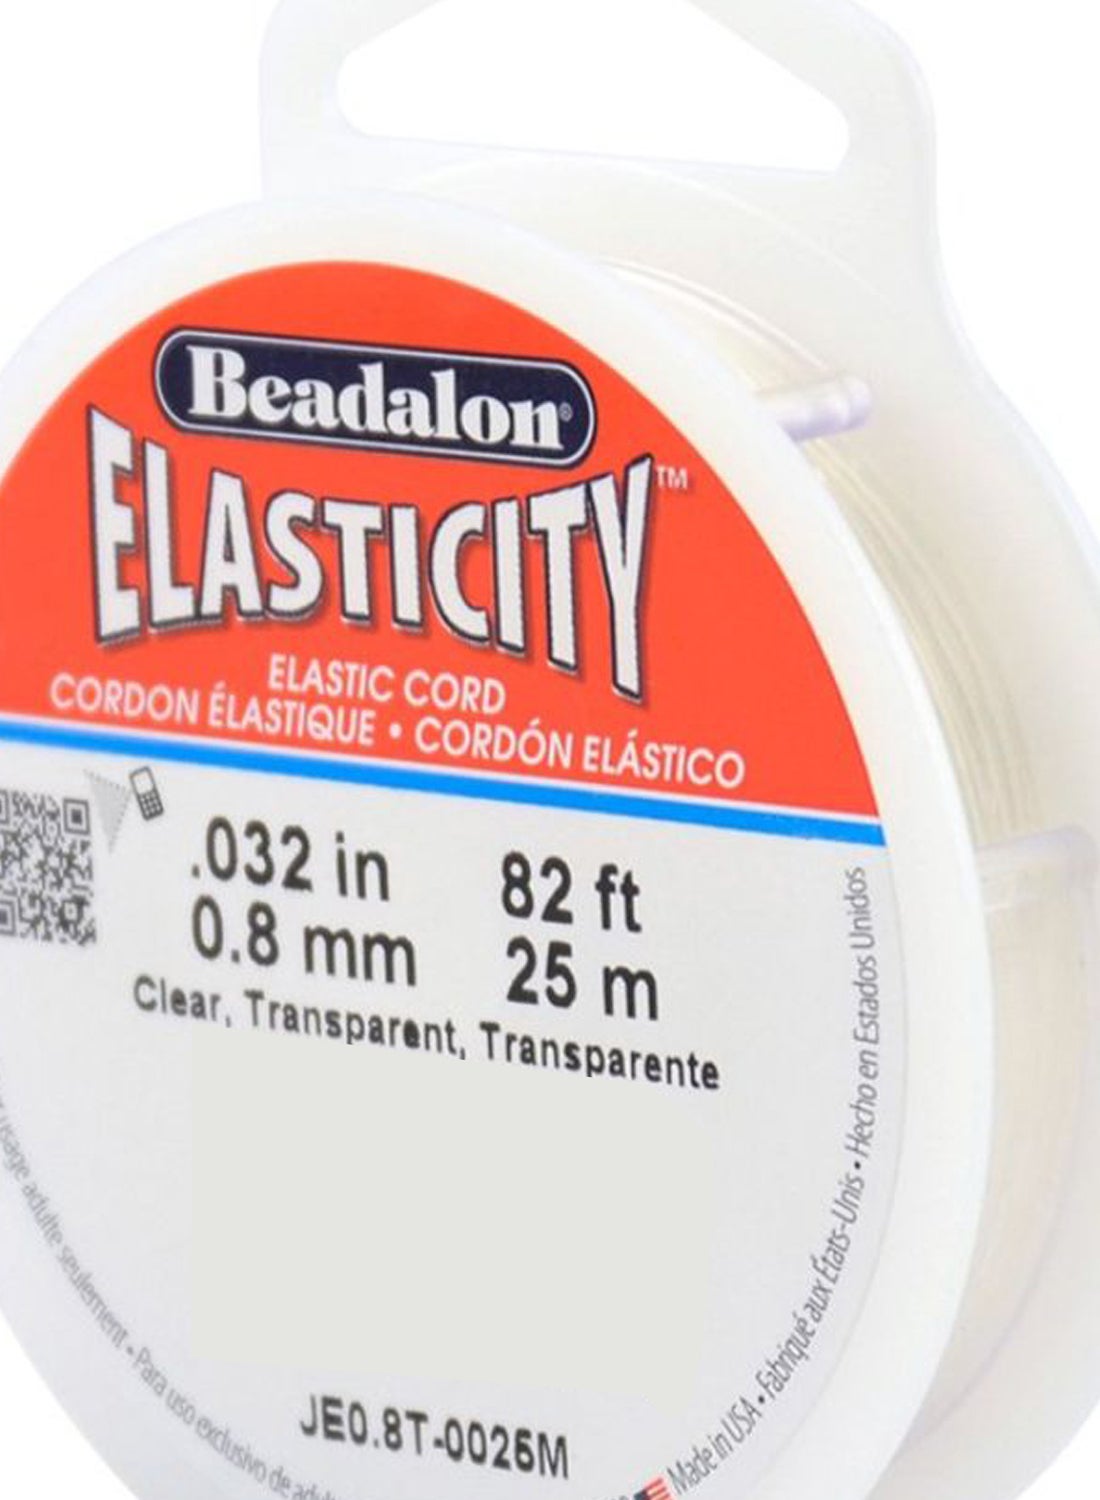 Beadalon®
ELASTICITY™
ELASTIC CORD
CORDON ÉLASTIQUE • CORDÓN ELÁSTICO
.032 in
0.8 mm
82 ft
25 m
Clear, Transparent, Transparente
JE0.8T-0025M
usage adulte seulement • Para uso exclusivo de
Made in USA • Fabriqué aux États-Unis • Hecho en Estados Unidos